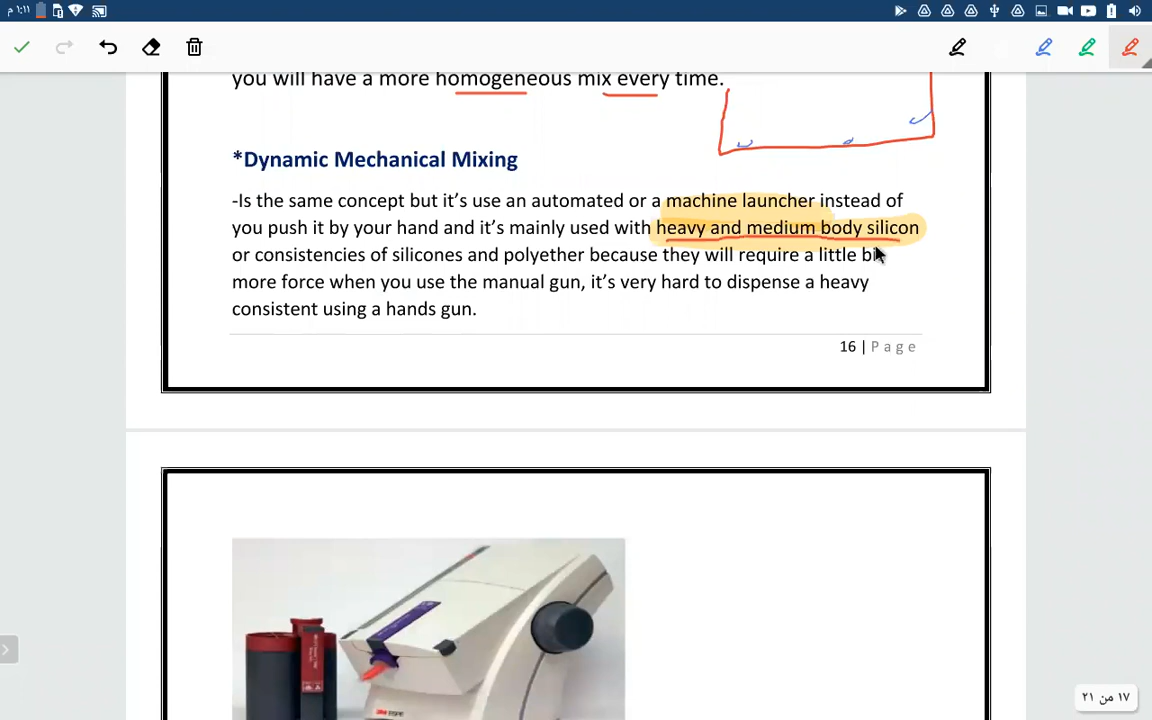 ١:١١ م
you will have a more homogeneous mix every time.
*Dynamic Mechanical Mixing
-Is the same concept but it's use an automated or a machine launcher instead of
you push it by your hand and it's mainly used with heavy and medium body silicon
or consistencies of silicones and polyether because they will require a little bit
more force when you use the manual gun, it's very hard to dispense a heavy
consistent using a hands gun.
16 | Page
3M ESPE
١٧ من ٢١